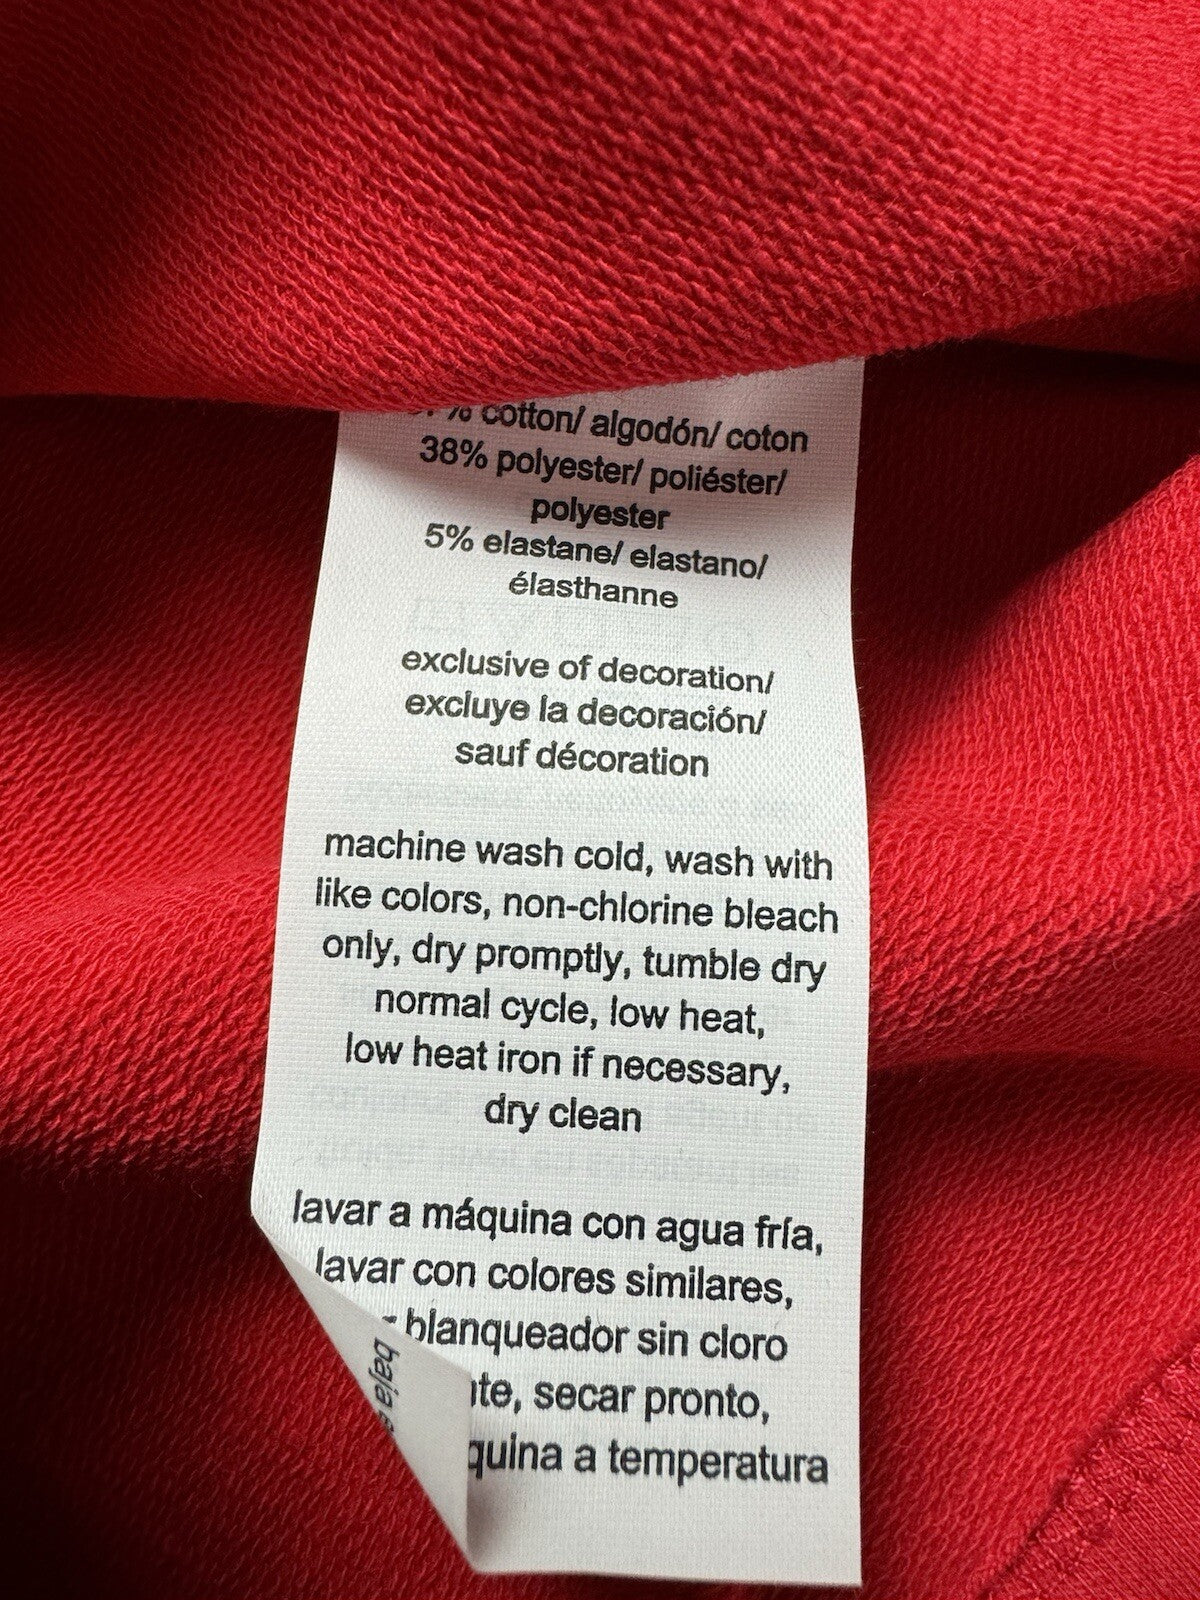 % cotton/ algodón/ coton
38% polyester/ poliéster/
polyester
5% elastane/ elastano/
élasthanne
exclusive of decoration/
excluye la decoración/
sauf décoration
machine wash cold, wash with
like colors, non-chlorine bleach
only, dry promptly, tumble dry
normal cycle, low heat,
low heat iron if necessary,
dry clean
lavar a máquina con agua fría,
lavar con colores similares,
blanqueador sin cloro
nte, secar pronto,
quina a temperatura
baja